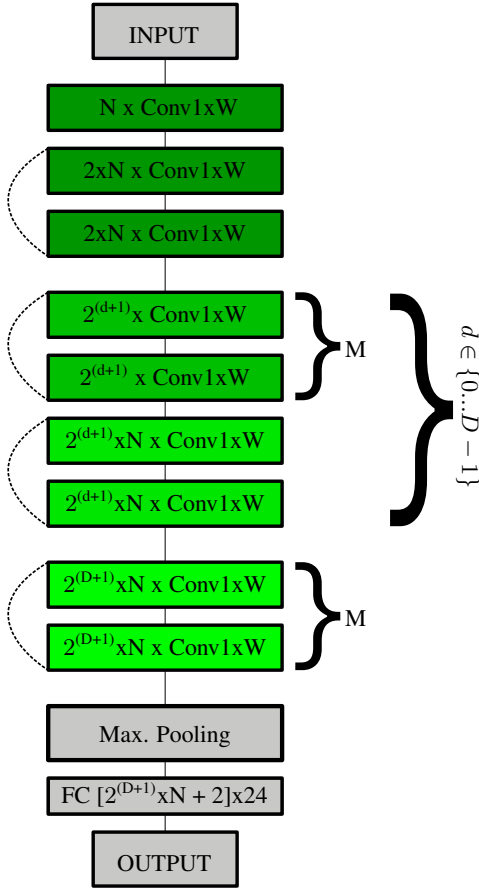 INPUT
N x Conv1xW
2xN x Conv1xW
2xN x Conv1xW
2^(d+1) x Conv1xW
2^(d+1) x Conv1xW
M
2^(d+1)xN x Conv1xW
2^(d+1)xN x Conv1xW
d ∈ {0...D − 1}
2^(D+1)xN x Conv1xW
2^(D+1)xN x Conv1xW
M
Max. Pooling
FC [2^(D+1)xN + 2]x24
OUTPUT